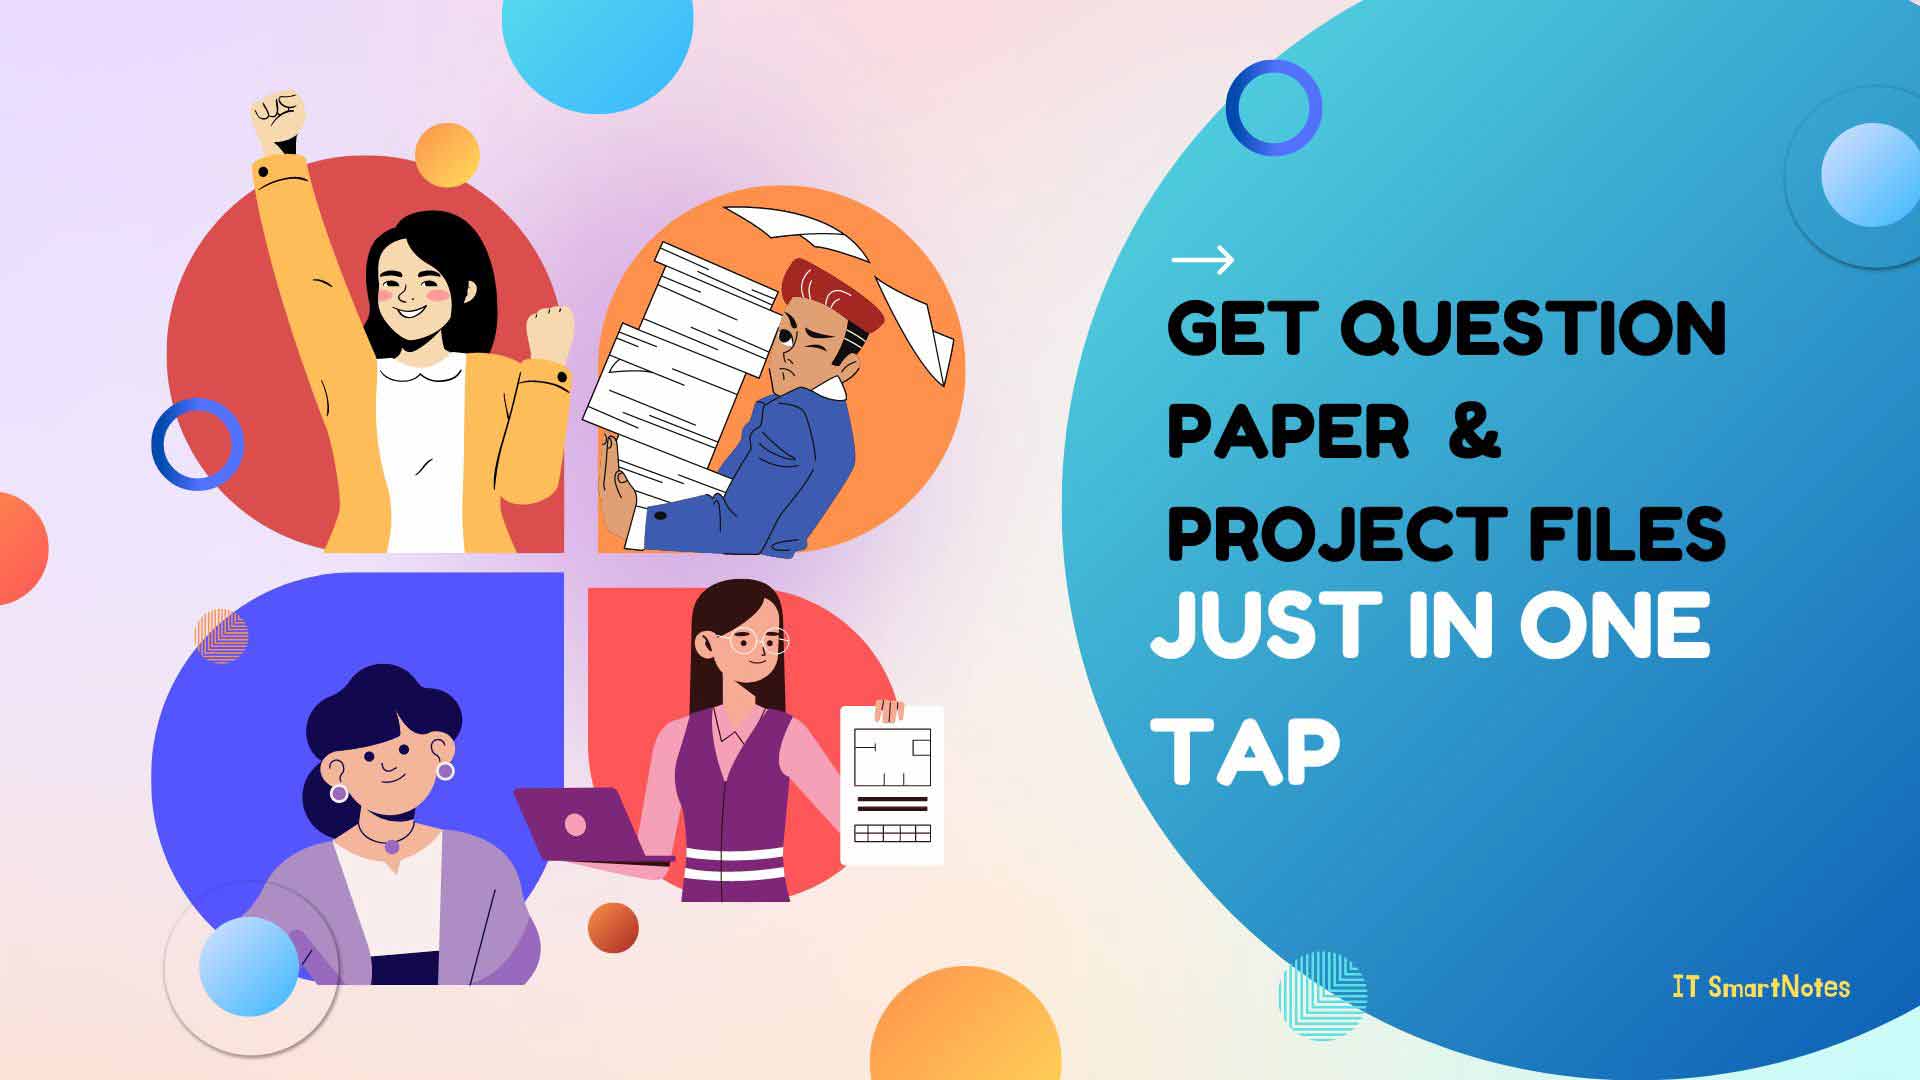 GET QUESTION
PAPER &
PROJECT FILES
JUST IN ONE
TAP
IT SmartNotes